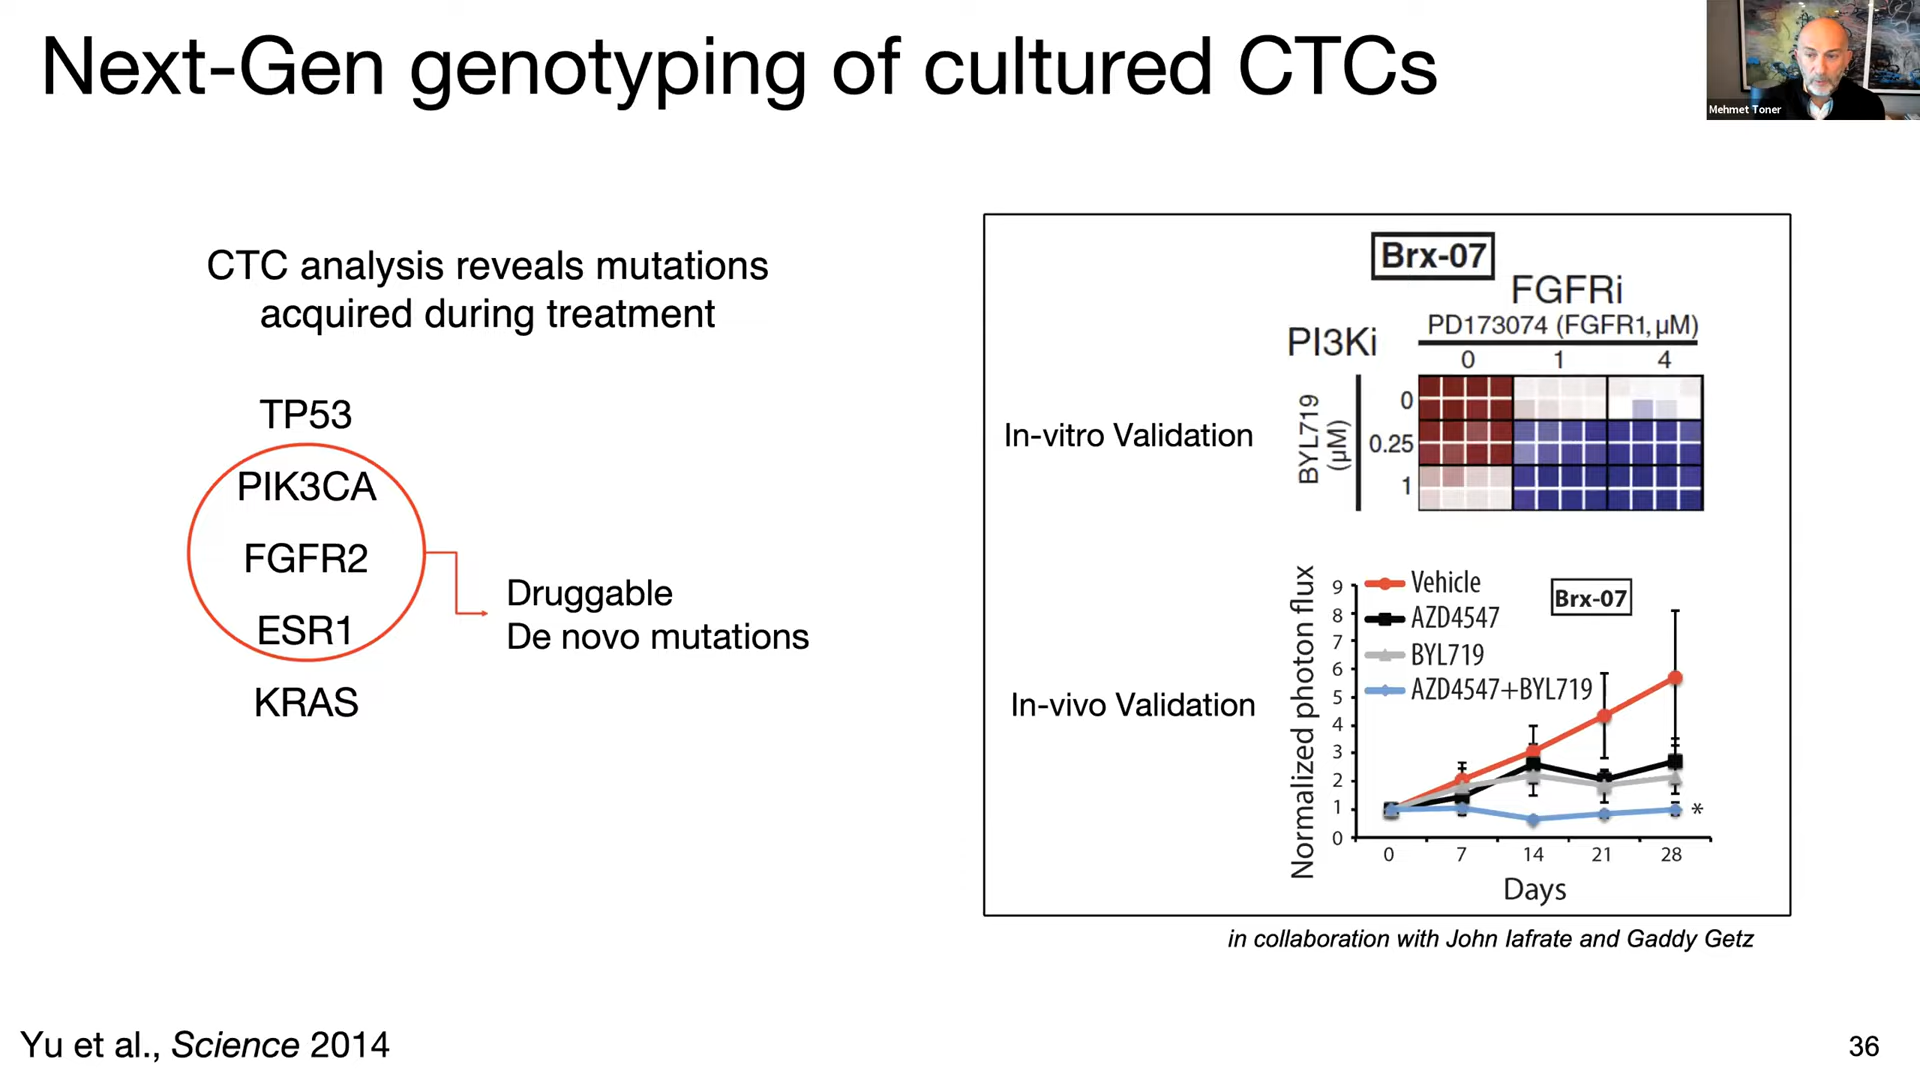 Next-Gen genotyping of cultured CTCs
Mehmet Toner
CTC analysis reveals mutations
acquired during treatment
TP53
PIK3CA
FGFR2
ESR1
KRAS
Druggable
De novo mutations
In-vitro Validation
Brx-07
FGFRi
PD173074 (FGFR1, µM)
PI3Ki
0 1 4
BYL719
(µM)
0
0.25
1
In-vivo Validation
Normalized photon flux
9
8
7
6
5
4
3
2
1
0
Vehicle
AZD4547
BYL719
AZD4547+BYL719
Brx-07
*
0 7 14 21 28
Days
in collaboration with John Iafrate and Gaddy Getz
Yu et al., Science 2014
36